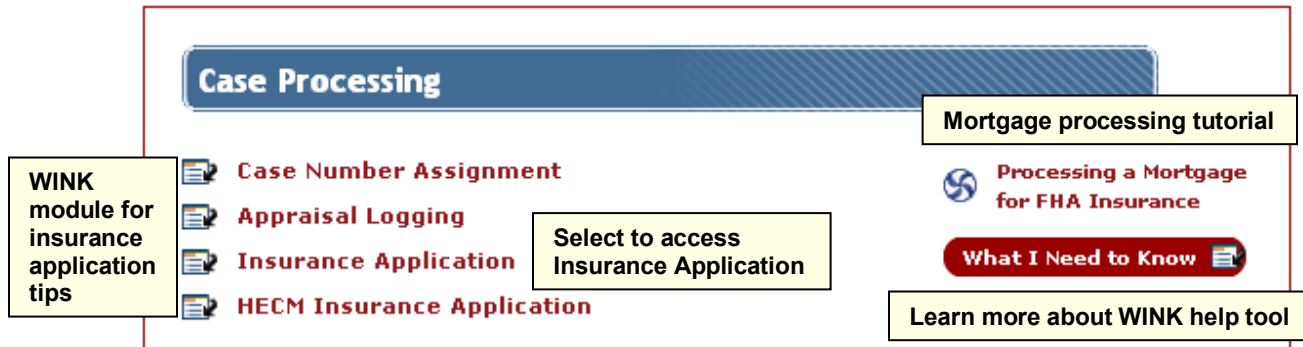 Case Processing
Mortgage processing tutorial
WINK
module for
insurance
application
tips
Case Number Assignment
Appraisal Logging
Insurance Application
HECM Insurance Application
Select to access
Insurance Application
Processing a Mortgage
for FHA Insurance
What I Need to Know
Learn more about WINK help tool